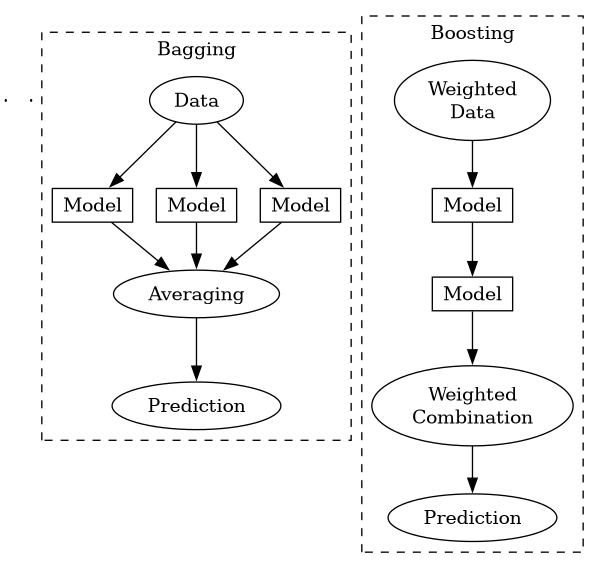 Bagging
Data
Model
Model
Model
Averaging
Prediction
Boosting
Weighted
Data
Model
Model
Weighted
Combination
Prediction